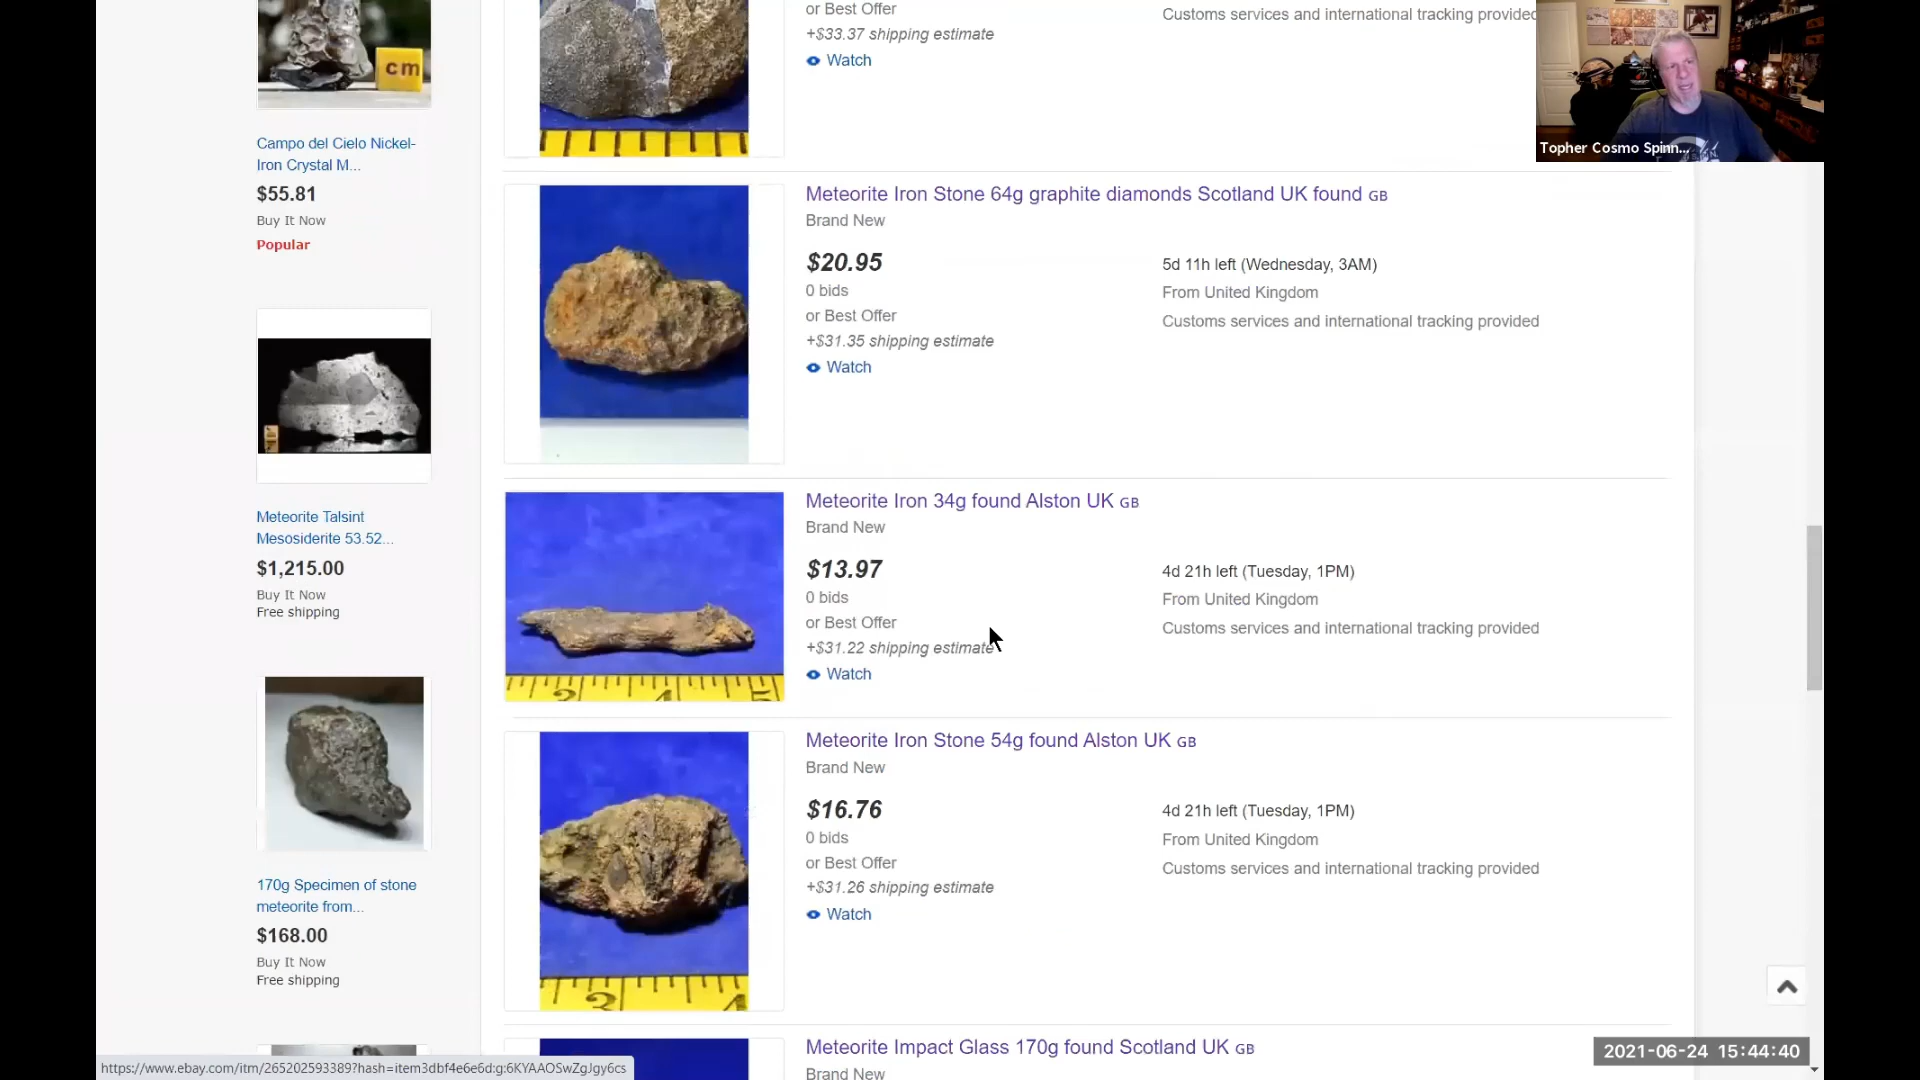 or Best Offer
+$33.37 shipping estimate
Watch
Customs services and international tracking provided
Topher Cosmo Spinn...
cm
Campo del Cielo Nickel-
Iron Crystal M...
$55.81
Buy It Now
Popular
Meteorite Talsint
Mesosiderite 53.52...
$1,215.00
Buy It Now
Free shipping
170g Specimen of stone
meteorite from...
$168.00
Buy It Now
Free shipping
Meteorite Iron Stone 64g graphite diamonds Scotland UK found GB
Brand New
$20.95
0 bids
or Best Offer
+$31.35 shipping estimate
Watch
5d 11h left (Wednesday, 3AM)
From United Kingdom
Customs services and international tracking provided
Meteorite Iron 34g found Alston UK GB
Brand New
$13.97
0 bids
or Best Offer
+$31.22 shipping estimate
Watch
4d 21h left (Tuesday, 1PM)
From United Kingdom
Customs services and international tracking provided
3 4 5
Meteorite Iron Stone 54g found Alston UK GB
Brand New
$16.76
0 bids
or Best Offer
+$31.26 shipping estimate
Watch
4d 21h left (Tuesday, 1PM)
From United Kingdom
Customs services and international tracking provided
3 4
Meteorite Impact Glass 170g found Scotland UK GB
Brand New
https://www.ebay.com/itm/265202593389?hash=item3dbf4e6e6d:g:6KYAAOSwZgJgy6cs
2021-06-24 15:44:40